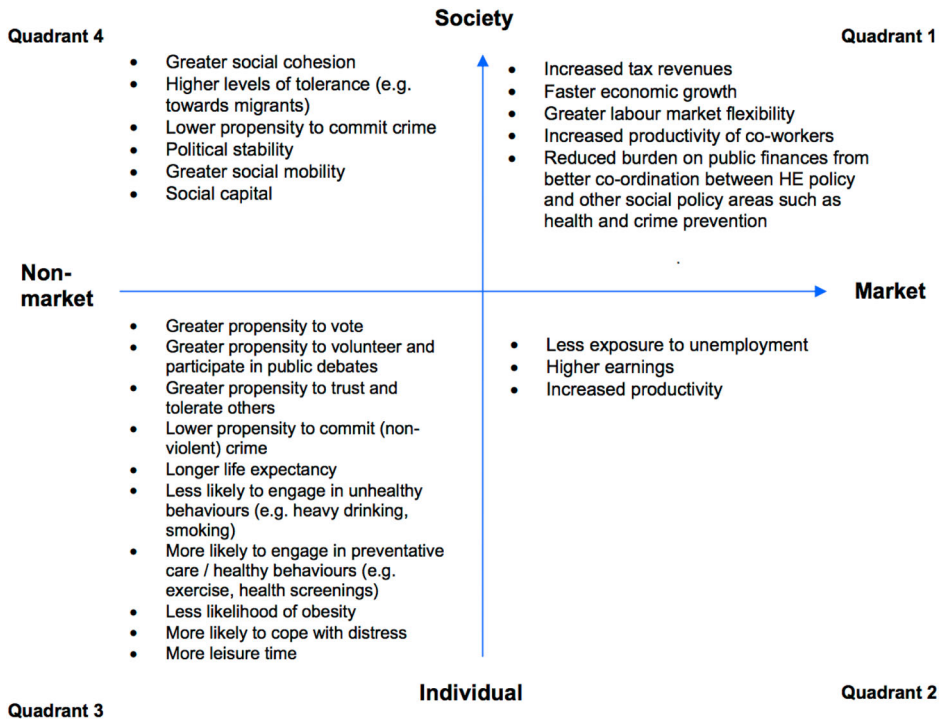 Society
Quadrant 4
Quadrant 1
• Greater social cohesion
• Higher levels of tolerance (e.g.
towards migrants)
• Lower propensity to commit crime
• Political stability
• Greater social mobility
• Social capital
• Increased tax revenues
• Faster economic growth
• Greater labour market flexibility
• Increased productivity of co-workers
• Reduced burden on public finances from
better co-ordination between HE policy
and other social policy areas such as
health and crime prevention
Non-
market
Market
• Greater propensity to vote
• Greater propensity to volunteer and
participate in public debates
• Greater propensity to trust and
tolerate others
• Lower propensity to commit (non-
violent) crime
• Longer life expectancy
• Less likely to engage in unhealthy
behaviours (e.g. heavy drinking,
smoking)
• More likely to engage in preventative
care / healthy behaviours (e.g.
exercise, health screenings)
• Less likelihood of obesity
• More likely to cope with distress
• More leisure time
• Less exposure to unemployment
• Higher earnings
• Increased productivity
Individual
Quadrant 3
Quadrant 2